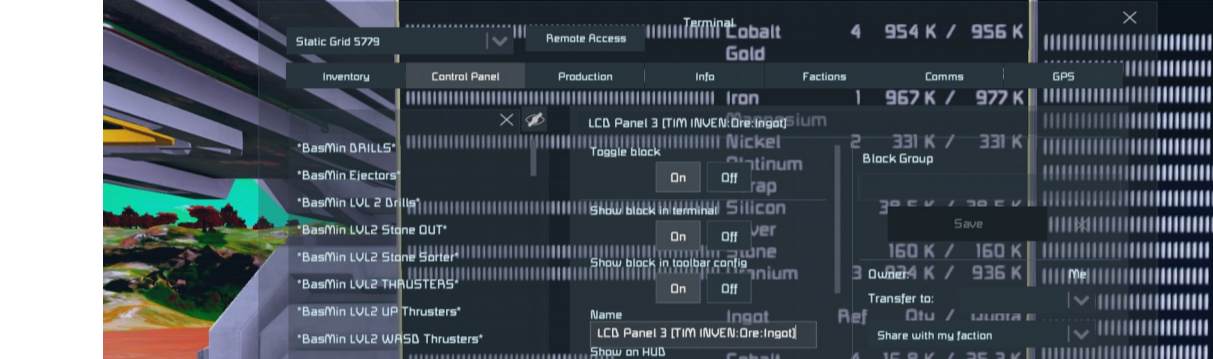 Terminal
Static Grid 5779
Remote Access
Cobalt 4 954 K / 956 K
Gold
Inventory Control Panel Production Info Factions Comms GPS
Iron 1 967 K / 977 K
LCD Panel 3 [TIM INVEN:Ore:Ingot]
Nickel 2 331 K / 331 K
*BasMin DRILLS*
Toggle block
Block Group
On Off
*BasMin Ejectors*
*BasMin LVL 2 Drills*
Show block in terminal
Silicon
Save
*BasMin LVL2 Stone OUT*
On Off
160 K / 160 K
*BasMin LVL2 Stone Sorter*
Show block in toolbar config
3 936 K
Owner: Me
*BasMin LVL2 THRUSTERS*
On Off
Transfer to:
*BasMin LVL2 UP Thrusters*
Name
Ingot Ref Qty /
LCD Panel 3 [TIM INVEN:Ore:Ingot]
Share with my faction
*BasMin LVL2 WASD Thrusters*
Show on HUD